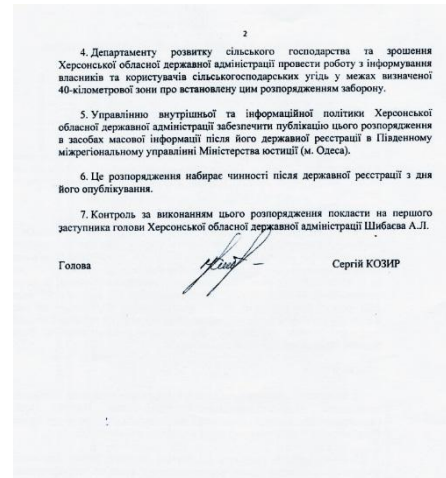 2
4. Департаменту розвитку сільського господарства та зрошення
Херсонської обласної державної адміністрації провести роботу з інформування
власників та користувачів сільськогосподарських угідь у межах визначеної
40-кілометрової зони про встановлену цим розпорядженням заборону.
5. Управлінню внутрішньої та інформаційної політики Херсонської
обласної державної адміністрації забезпечити публікацію цього розпорядження
в засобах масової інформації після його державної реєстрації в Південному
міжрегіональному управлінні Міністерства юстиції (м. Одеса).
6. Це розпорядження набирає чинності після державної реєстрації з дня
його опублікування.
7. Контроль за виконанням цього розпорядження покласти на першого
заступника голови Херсонської обласної державної адміністрації Шибаєва А.Л.
Голова Сергій КОЗИР